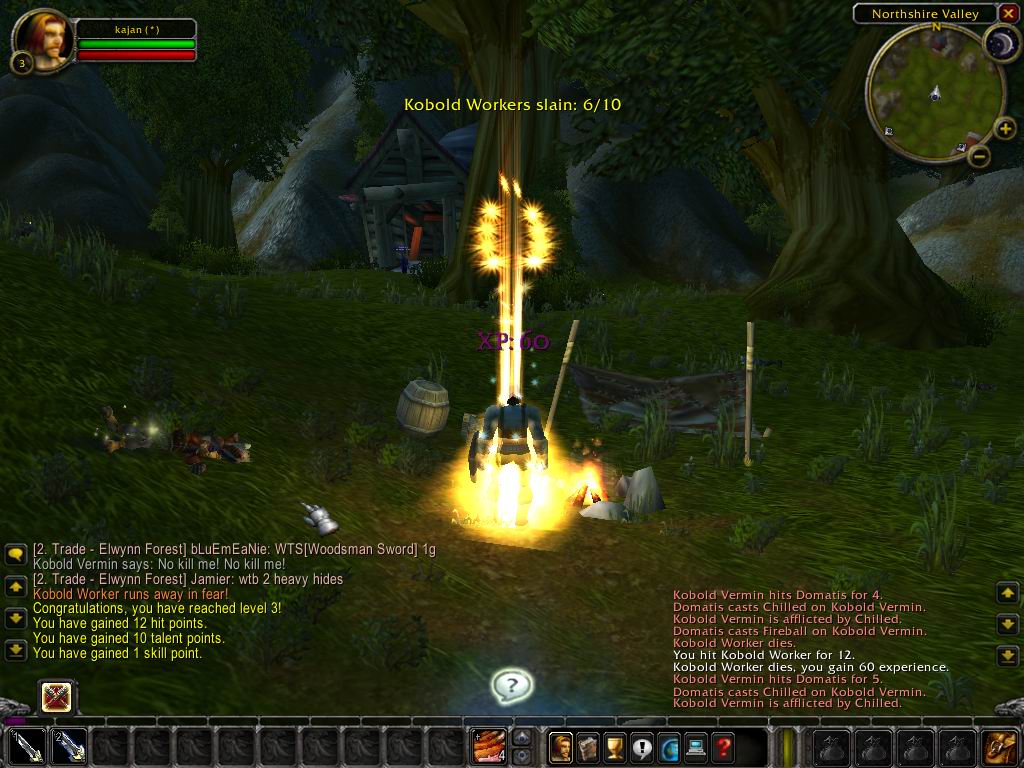 kajan (*)
3
Northshire Valley
N
Kobold Workers slain: 6/10
XP: 60
[2. Trade - Elwynn Forest] bLuEmEaNie: WTS[Woodsman Sword] 1g
Kobold Vermin says: No kill me! No kill me!
[2. Trade - Elwynn Forest] Jamier: wtb 2 heavy hides
Kobold Worker runs away in fear!
Congratulations, you have reached level 3!
You have gained 12 hit points.
You have gained 10 talent points.
You have gained 1 skill point.
Kobold Vermin hits Domatis for 4.
Domatis casts Chilled on Kobold Vermin.
Kobold Vermin is afflicted by Chilled.
Domatis casts Fireball on Kobold Vermin.
Kobold Worker dies.
You hit Kobold Worker for 12.
Kobold Worker dies, you gain 60 experience.
Kobold Vermin hits Domatis for 5.
Domatis casts Chilled on Kobold Vermin.
Kobold Vermin is afflicted by Chilled.
?
1
2
4
!
?